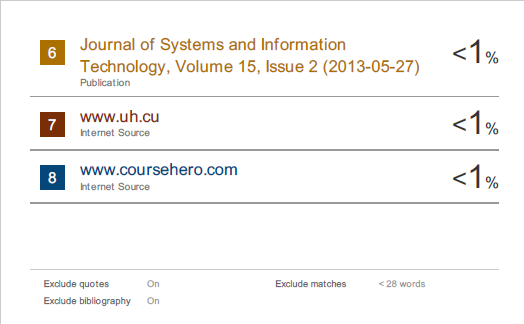 6
Journal of Systems and Information
Technology, Volume 15, Issue 2 (2013-05-27)
Publication
<1%
7
www.uh.cu
Internet Source
<1%
8
www.coursehero.com
Internet Source
<1%
Exclude quotes On
Exclude matches < 28 words
Exclude bibliography On